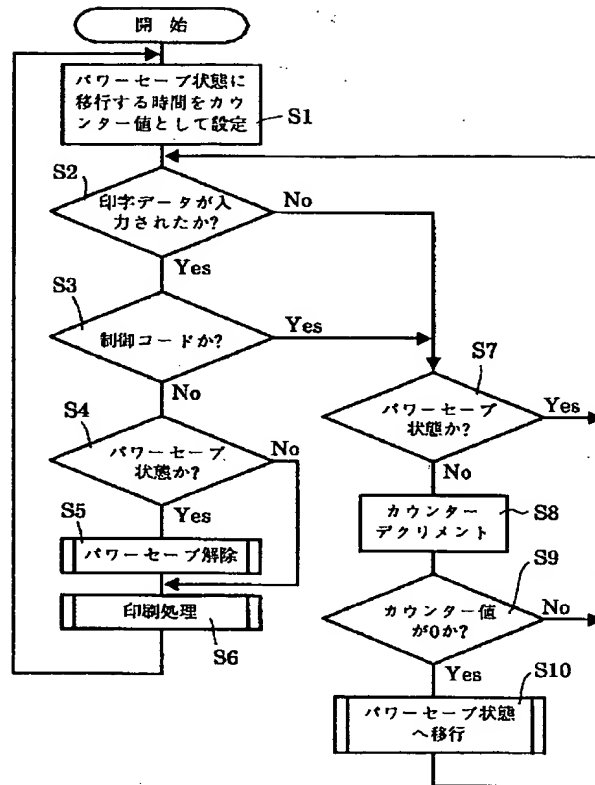 開始
パワーセーブ状態に
移行する時間をカウ
ンター値として設定
S1
S2
印字データが入
力されたか?
No
Yes
S3
制御コードか?
Yes
No
S4
パワーセーブ
状態か?
No
Yes
S5
パワーセーブ解除
印刷処理
S6
S7
パワーセーブ
状態か?
Yes
No
カウンター
デクリメント
S8
S9
カウンター値
が0か?
No
Yes
S10
パワーセーブ状態
へ移行